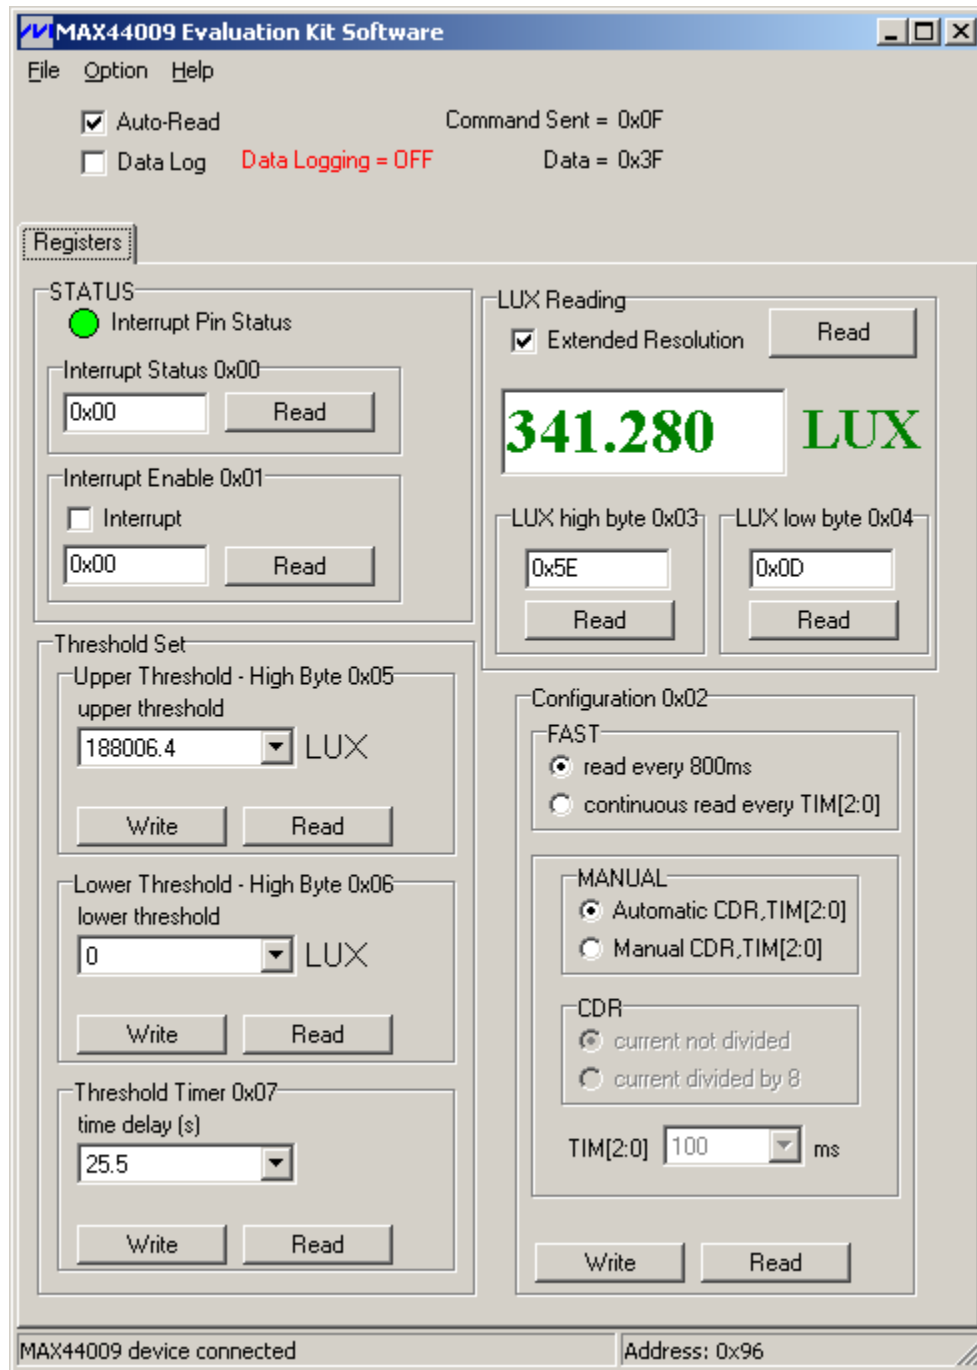 MAX44009 Evaluation Kit Software
File Option Help
Auto-Read
Command Sent = 0x0F
Data Log
Data Logging = OFF
Data = 0x3F
Registers
STATUS
Interrupt Pin Status
Interrupt Status 0x00
0x00
Read
Interrupt Enable 0x01
Interrupt
0x00
Read
LUX Reading
Extended Resolution
Read
341.280 LUX
LUX high byte 0x03
0x5E
Read
LUX low byte 0x04
0x0D
Read
Threshold Set
Upper Threshold - High Byte 0x05
upper threshold
188006.4 LUX
Write Read
Lower Threshold - High Byte 0x06
lower threshold
0 LUX
Write Read
Threshold Timer 0x07
time delay (s)
25.5
Write Read
Configuration 0x02
FAST
read every 800ms
continuous read every TIM[2:0]
MANUAL
Automatic CDR,TIM[2:0]
Manual CDR,TIM[2:0]
CDR
current not divided
current divided by 8
TIM[2:0] 100 ms
Write Read
MAX44009 device connected
Address: 0x96